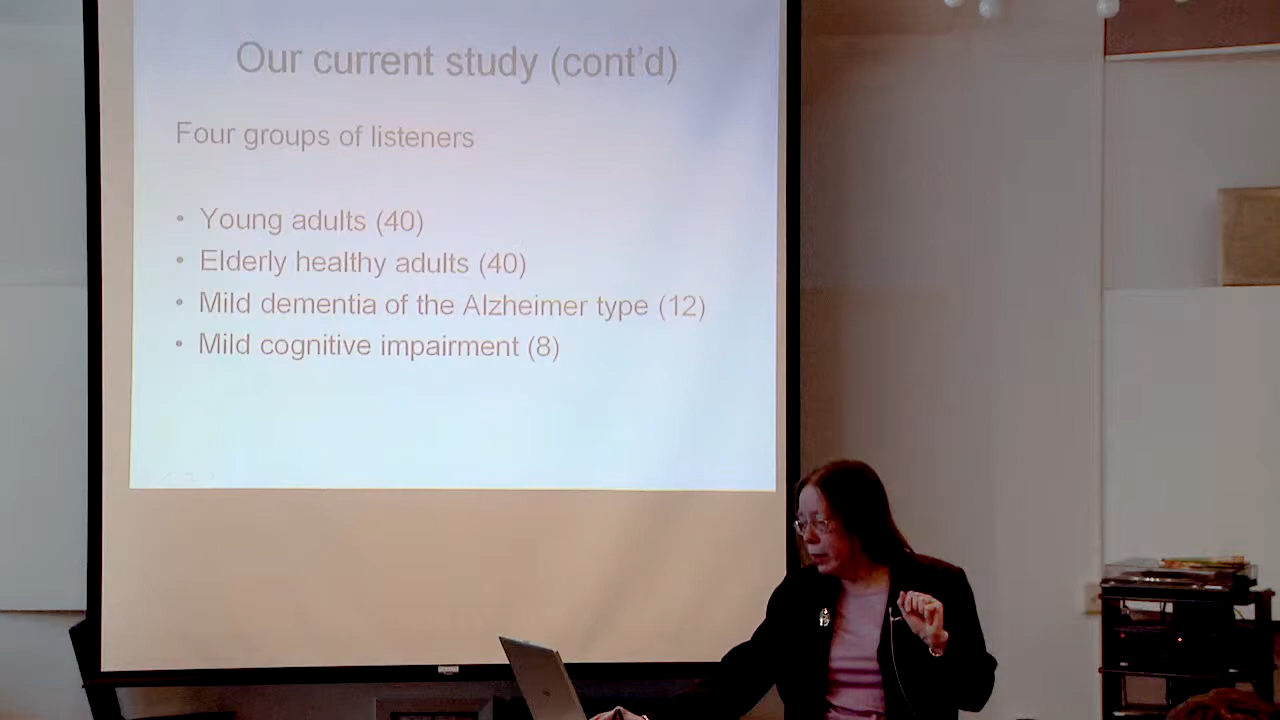 Our current study (cont'd)
Four groups of listeners
• Young adults (40)
• Elderly healthy adults (40)
• Mild dementia of the Alzheimer type (12)
• Mild cognitive impairment (8)